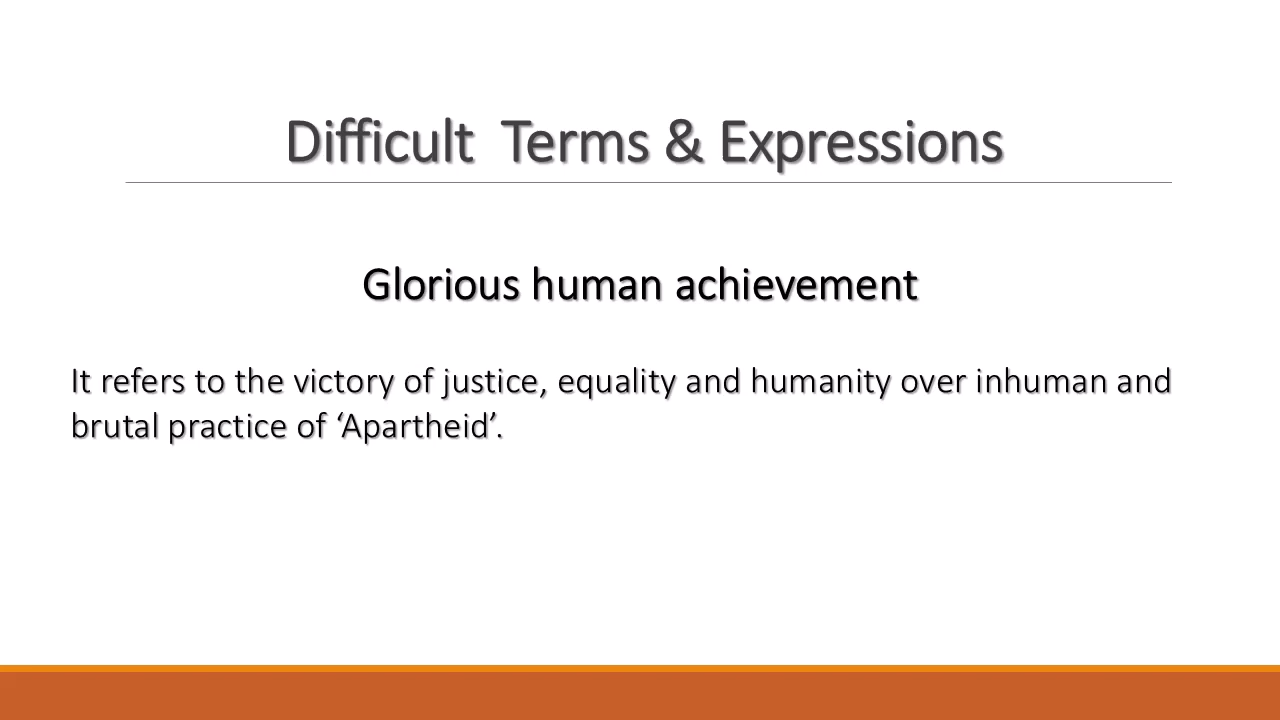 Difficult  Terms & Expressions
Glorious human achievement
It refers to the victory of justice, equality and humanity over inhuman and
brutal practice of ‘Apartheid’.